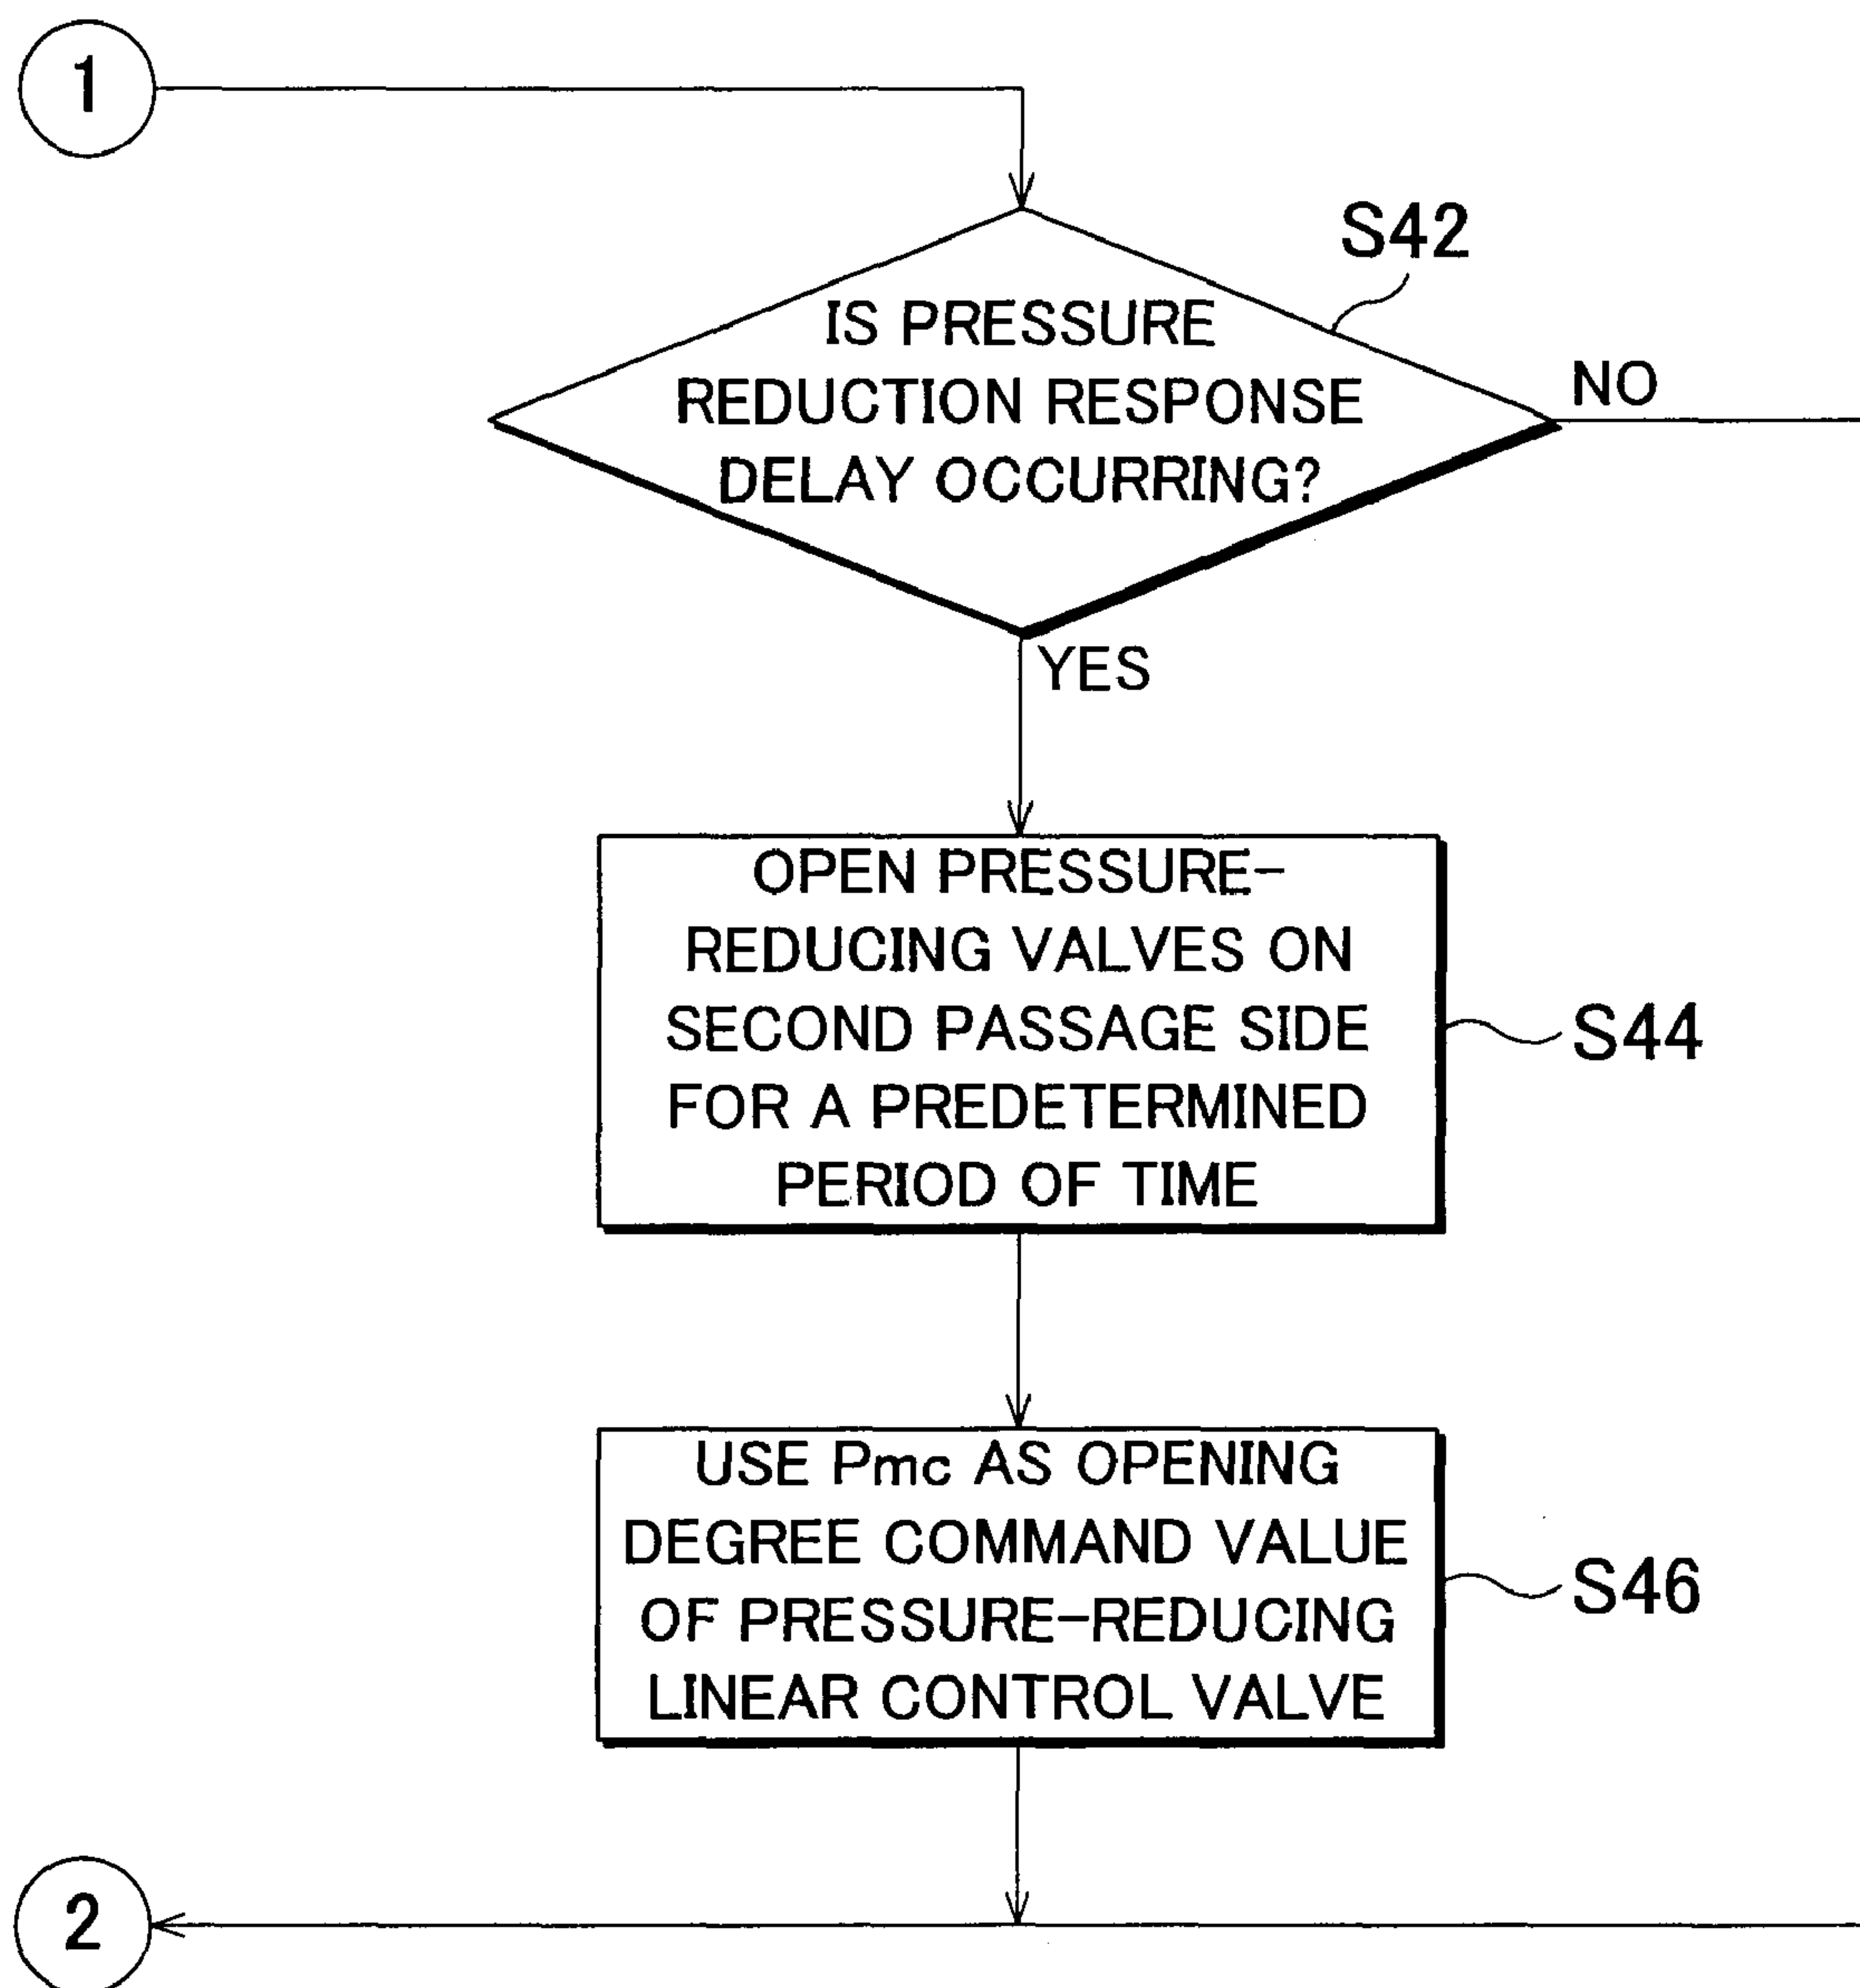 1
S42
IS PRESSURE
REDUCTION RESPONSE
DELAY OCCURRING?
NO
YES
OPEN PRESSURE-
REDUCING VALVES ON
SECOND PASSAGE SIDE
FOR A PREDETERMINED
PERIOD OF TIME
S44
USE Pmc AS OPENING
DEGREE COMMAND VALUE
OF PRESSURE-REDUCING
LINEAR CONTROL VALVE
S46
2